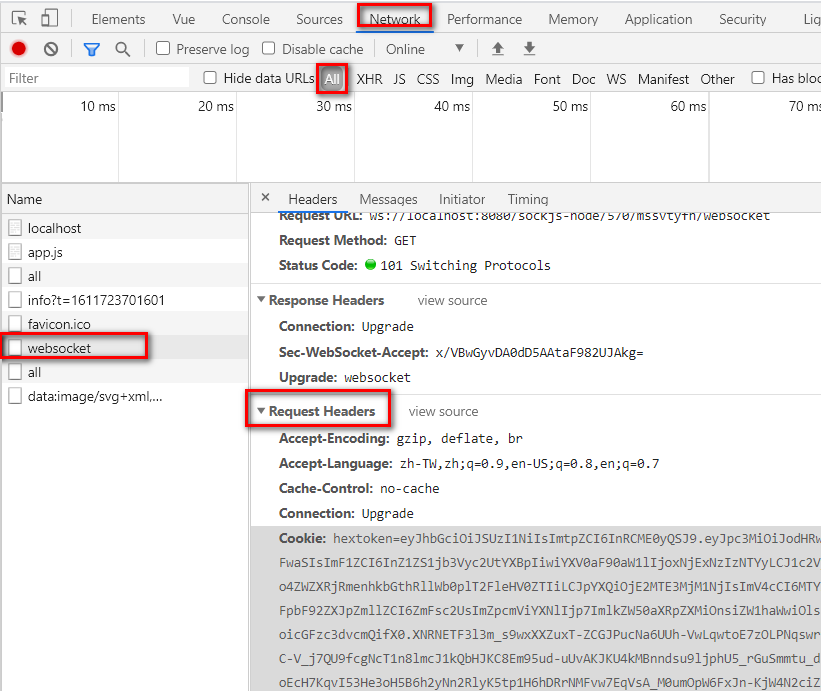 Elements Vue Console Sources Network Performance Memory Application Security Lig
Preserve log Disable cache Online
Filter Hide data URLs All XHR JS CSS Img Media Font Doc WS Manifest Other Has bloc
10 ms 20 ms 30 ms 40 ms 50 ms 60 ms 70 ms
Name
localhost
app.js
all
info?t=1611723701601
favicon.ico
websocket
all
data:image/svg+xml,...
Headers Messages Initiator Timing
Request URL: ws://localhost:8080/sockjs-node/570/mssvtyfh/websocket
Request Method: GET
Status Code: 101 Switching Protocols
Response Headers view source
Connection: Upgrade
Sec-WebSocket-Accept: x/VBwGyvDA0dD5AAtaF982UJAkg=
Upgrade: websocket
Request Headers view source
Accept-Encoding: gzip, deflate, br
Accept-Language: zh-TW,zh;q=0.9,en-US;q=0.8,en;q=0.7
Cache-Control: no-cache
Connection: Upgrade
Cookie: hextoken=eyJhbGciOiJSUzI1NiIsImtpZCI6InRCME0yQSJ9.eyJpc3MiOiJodHRw
FwaSIsImF1ZCI6InZ1ZS1jb3Vyc2UtYXBpIiwiYXV0aF90aW1lIjoxNjExNzIzNTYyLCJ1c2V
o4ZWZXRjRmenhkbGthRllWb0plT2FleHV0ZTIiLCJpYXQiOjE2MTE3MjM1NjIsImV4cCI6MTY
FpbF92ZXJpZmllZCI6ZmFsc2UsImZpcmViYXNlIjp7ImlkZW50aXRpZXMiOnsiZW1haWwiOls
oicGFzc3dvcmQifX0.XNRNETF3l3m_s9wxXXZuxT-ZCGJPucNa6UUh-VwLqwtoE7zOLPNqswr
C-V_j7QU9fcgNcT1n8lmcJ1kQbHJKC8Em95ud-uUvAKJKU4kMBnndsu9ljphU5_rGuSmmtu_d
oEcH7KqvI53He3oH5B6h2yNn2RlyK5tp1H6hDRrNMFvw7EqVsA_M0umOpW6FxJn-KjW4N2ciZ